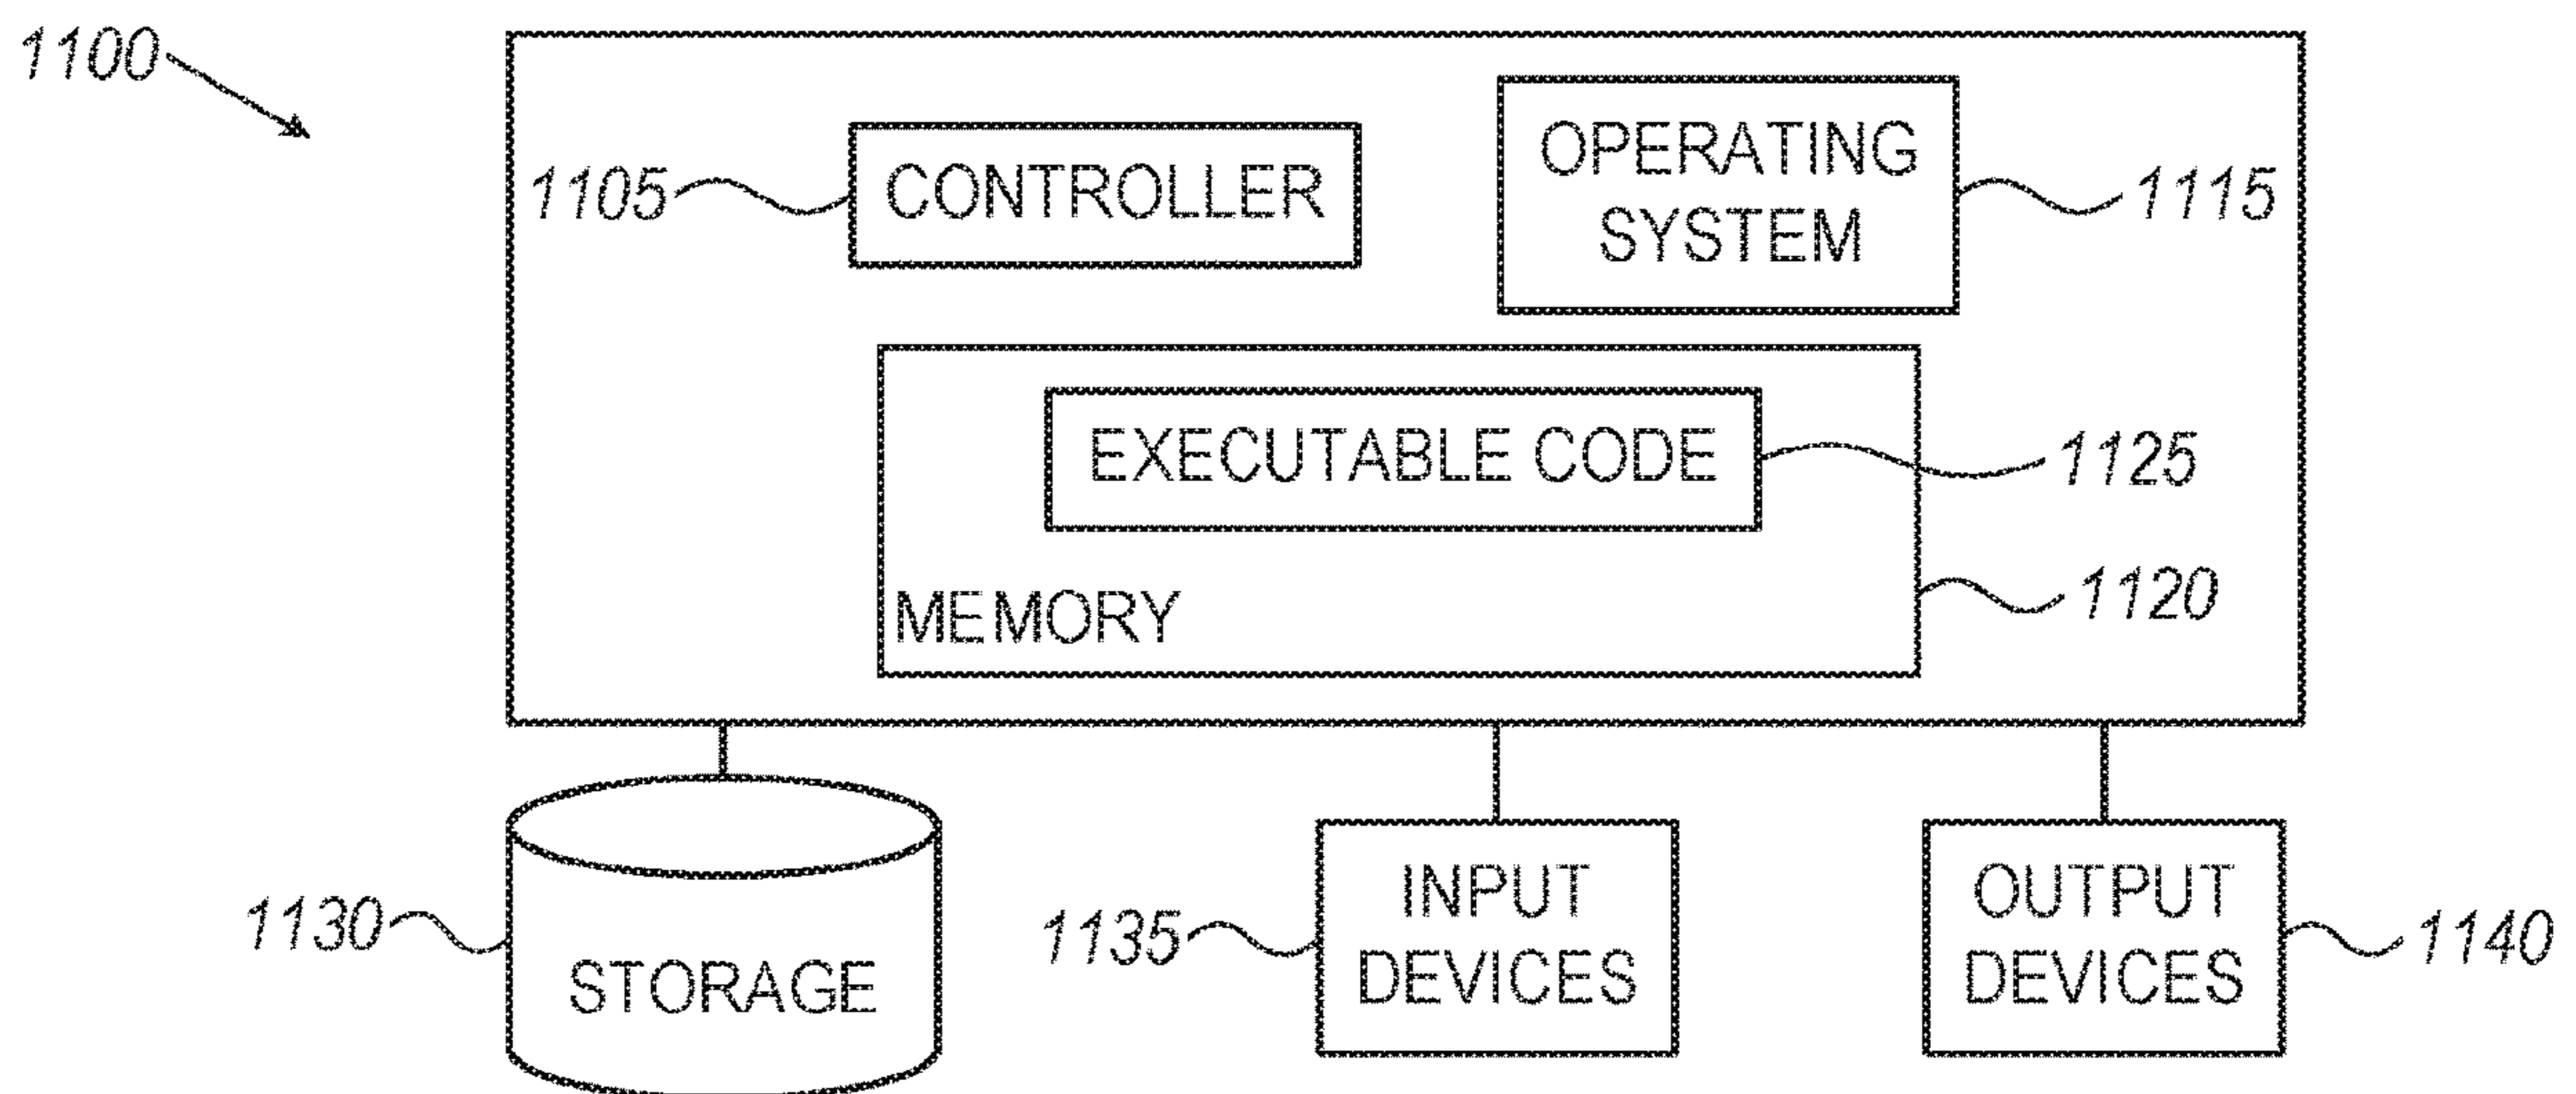 1100
OPERATING
1105
CONTROLLER
SYSTEM
1115
EXECUTABLE CODE
1125
MEMORY
1120
1130
STORAGE
1135
INPUT
DEVICES
OUTPUT
DEVICES
1140